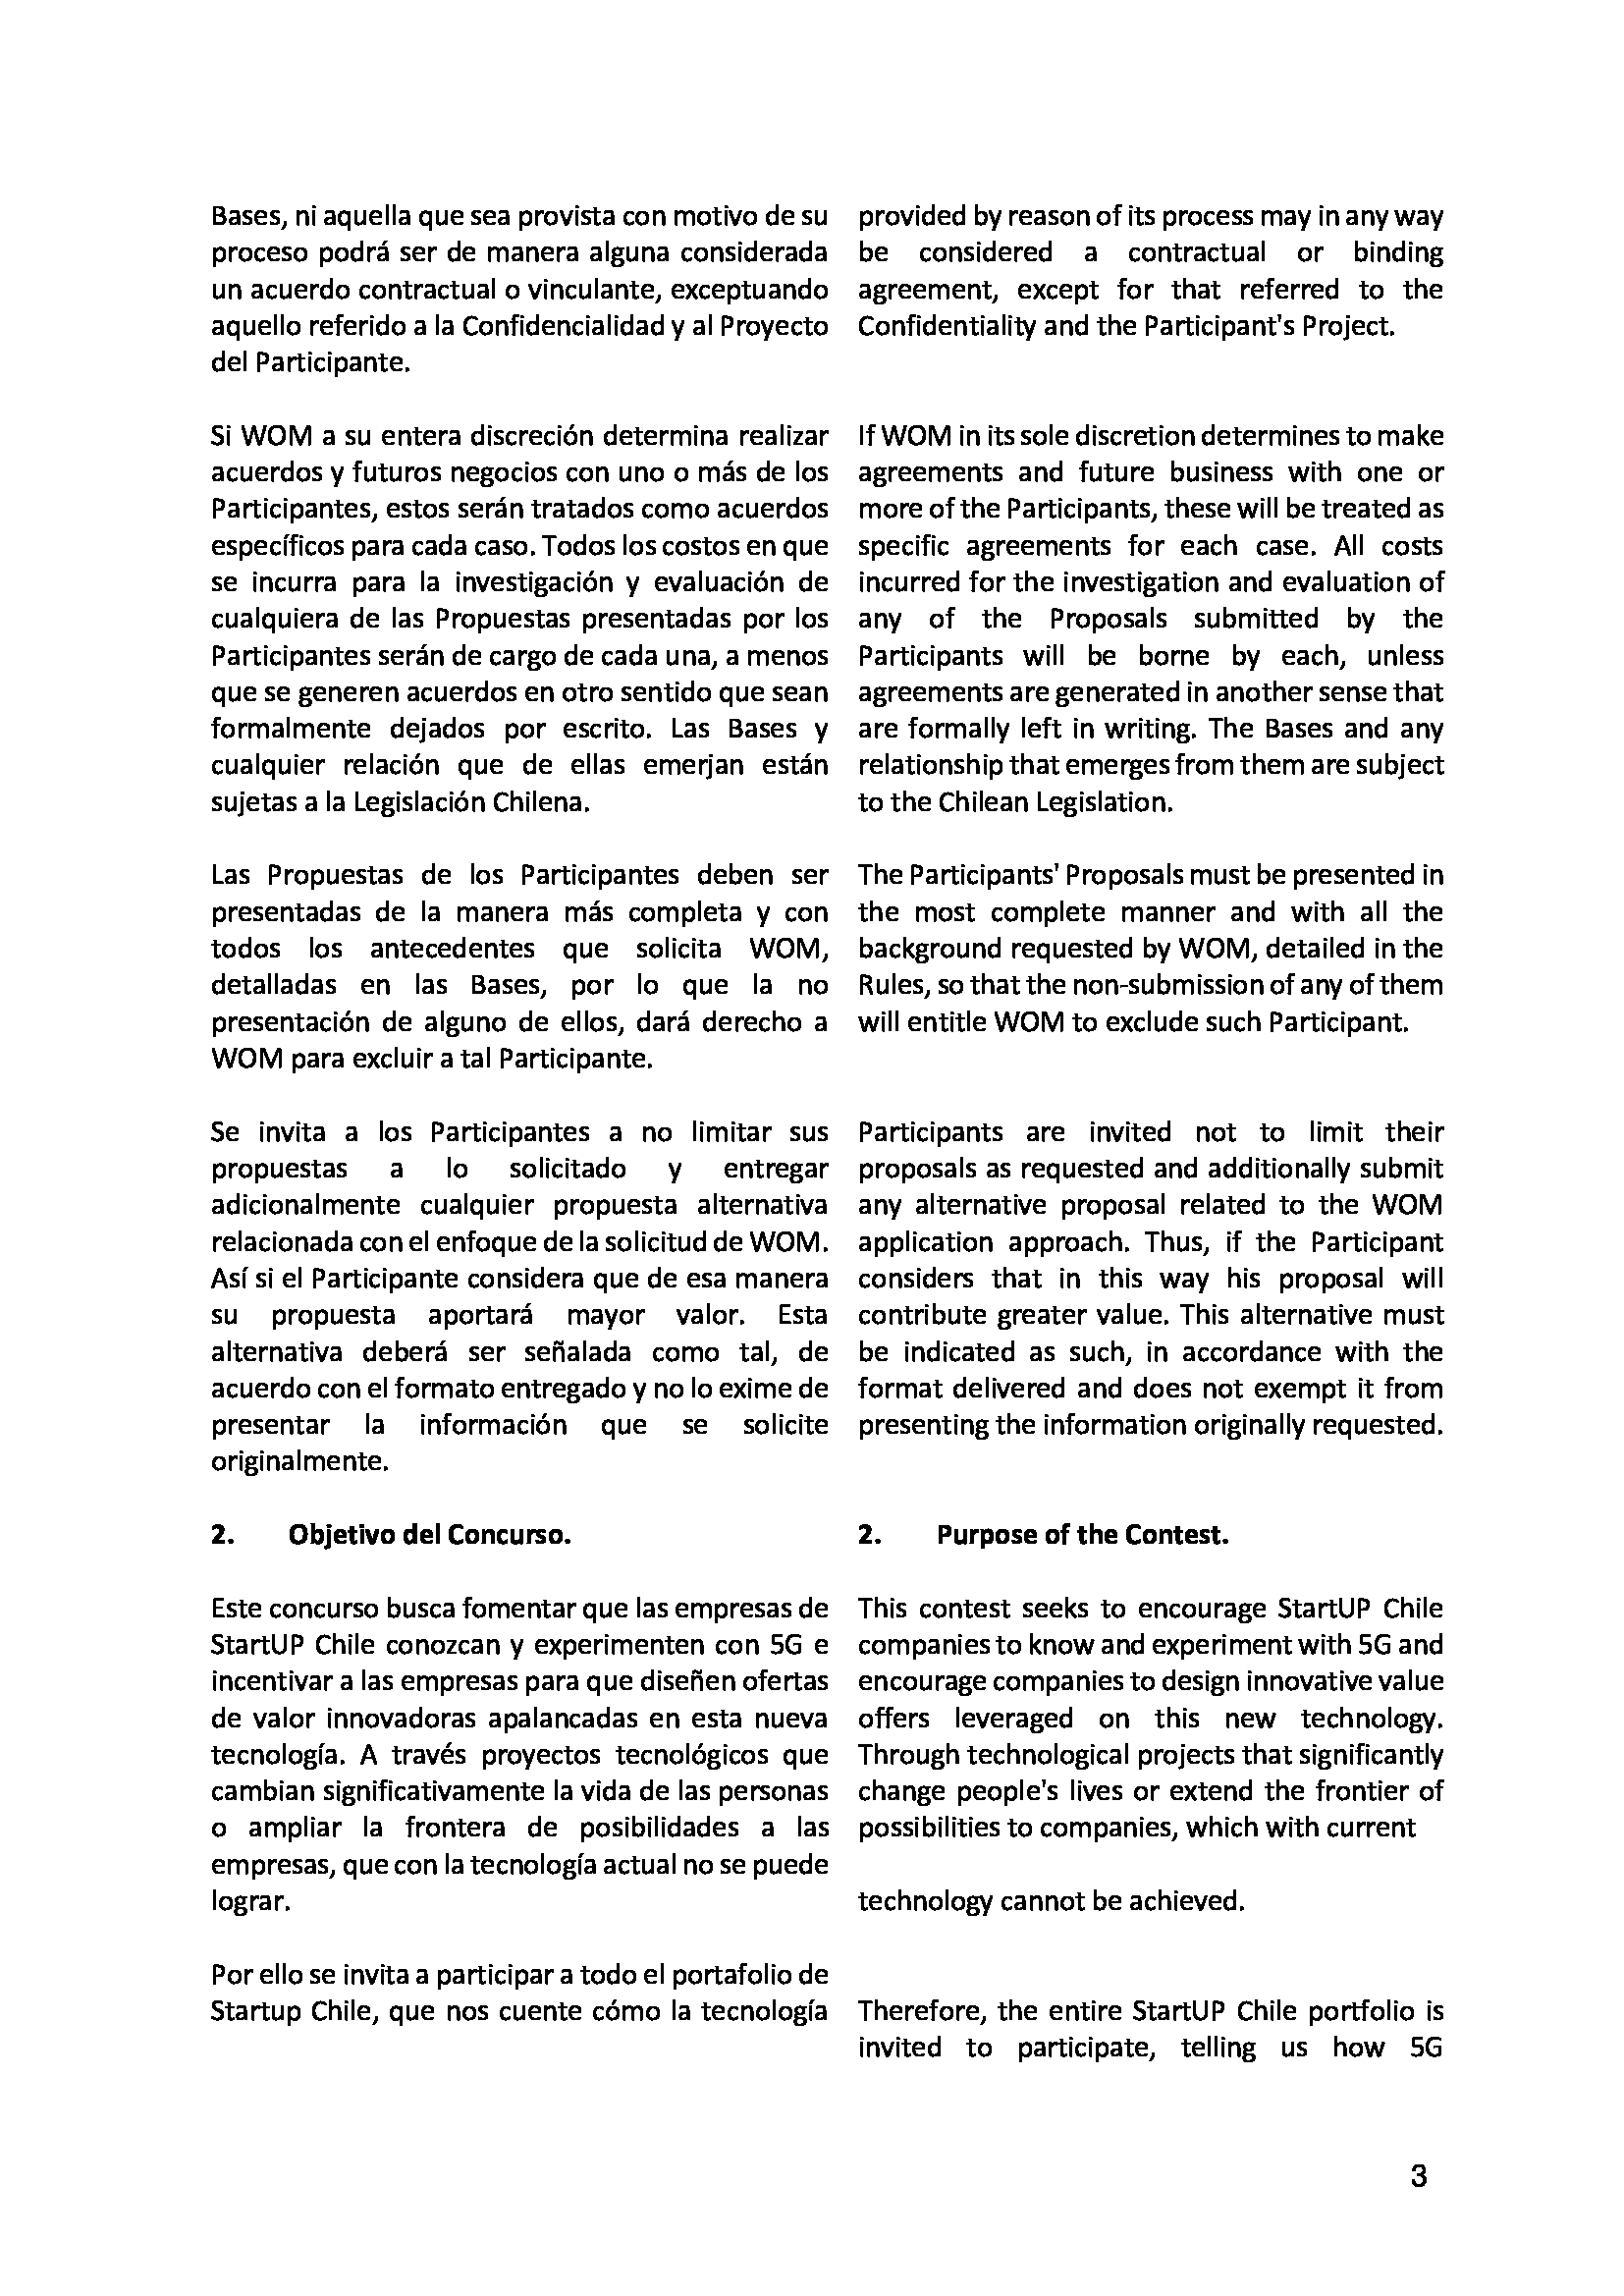 Bases, ni aquella que sea provista con motivo de su
proceso podrá ser de manera alguna considerada
un acuerdo contractual o vinculante, exceptuando
aquello referido a la Confidencialidad y al Proyecto
del Participante.
Si WOM a su entera discreción determina realizar
acuerdos y futuros negocios con uno o más de los
Participantes, estos serán tratados como acuerdos
específicos para cada caso. Todos los costos en que
se incurra para la investigación y evaluación de
cualquiera de las Propuestas presentadas por los
Participantes serán de cargo de cada una, a menos
que se generen acuerdos en otro sentido que sean
formalmente dejados por escrito. Las Bases y
cualquier relación que de ellas emerjan están
sujetas a la Legislación Chilena.
Las Propuestas de los Participantes deben ser
presentadas de la manera más completa y con
todos los antecedentes que solicita WOM,
detalladas en las Bases, por lo que la no
presentación de alguno de ellos, dará derecho a
WOM para excluir a tal Participante.
Se invita a los Participantes a no limitar sus
propuestas a lo solicitado y entregar
adicionalmente cualquier propuesta alternativa
relacionada con el enfoque de la solicitud de WOM.
Así si el Participante considera que de esa manera
su propuesta aportará mayor valor. Esta
alternativa deberá ser señalada como tal, de
acuerdo con el formato entregado y no lo exime de
presentar la información que se solicite
originalmente.
2. Objetivo del Concurso.
Este concurso busca fomentar que las empresas de
StartUP Chile conozcan y experimenten con 5G e
incentivar a las empresas para que diseñen ofertas
de valor innovadoras apalancadas en esta nueva
tecnología. A través proyectos tecnológicos que
cambian significativamente la vida de las personas
o ampliar la frontera de posibilidades a las
empresas, que con la tecnología actual no se puede
lograr.
Por ello se invita a participar a todo el portafolio de
Startup Chile, que nos cuente cómo la tecnología
provided by reason of its process may in any way
be considered a contractual or binding
agreement, except for that referred to the
Confidentiality and the Participant's Project.
If WOM in its sole discretion determines to make
agreements and future business with one or
more of the Participants, these will be treated as
specific agreements for each case. All costs
incurred for the investigation and evaluation of
any of the Proposals submitted by the
Participants will be borne by each, unless
agreements are generated in another sense that
are formally left in writing. The Bases and any
relationship that emerges from them are subject
to the Chilean Legislation.
The Participants' Proposals must be presented in
the most complete manner and with all the
background requested by WOM, detailed in the
Rules, so that the non-submission of any of them
will entitle WOM to exclude such Participant.
Participants are invited not to limit their
proposals as requested and additionally submit
any alternative proposal related to the WOM
application approach. Thus, if the Participant
considers that in this way his proposal will
contribute greater value. This alternative must
be indicated as such, in accordance with the
format delivered and does not exempt it from
presenting the information originally requested.
2. Purpose of the Contest.
This contest seeks to encourage StartUP Chile
companies to know and experiment with 5G and
encourage companies to design innovative value
offers leveraged on this new technology.
Through technological projects that significantly
change people's lives or extend the frontier of
possibilities to companies, which with current
technology cannot be achieved.
Therefore, the entire StartUP Chile portfolio is
invited to participate, telling us how 5G
3